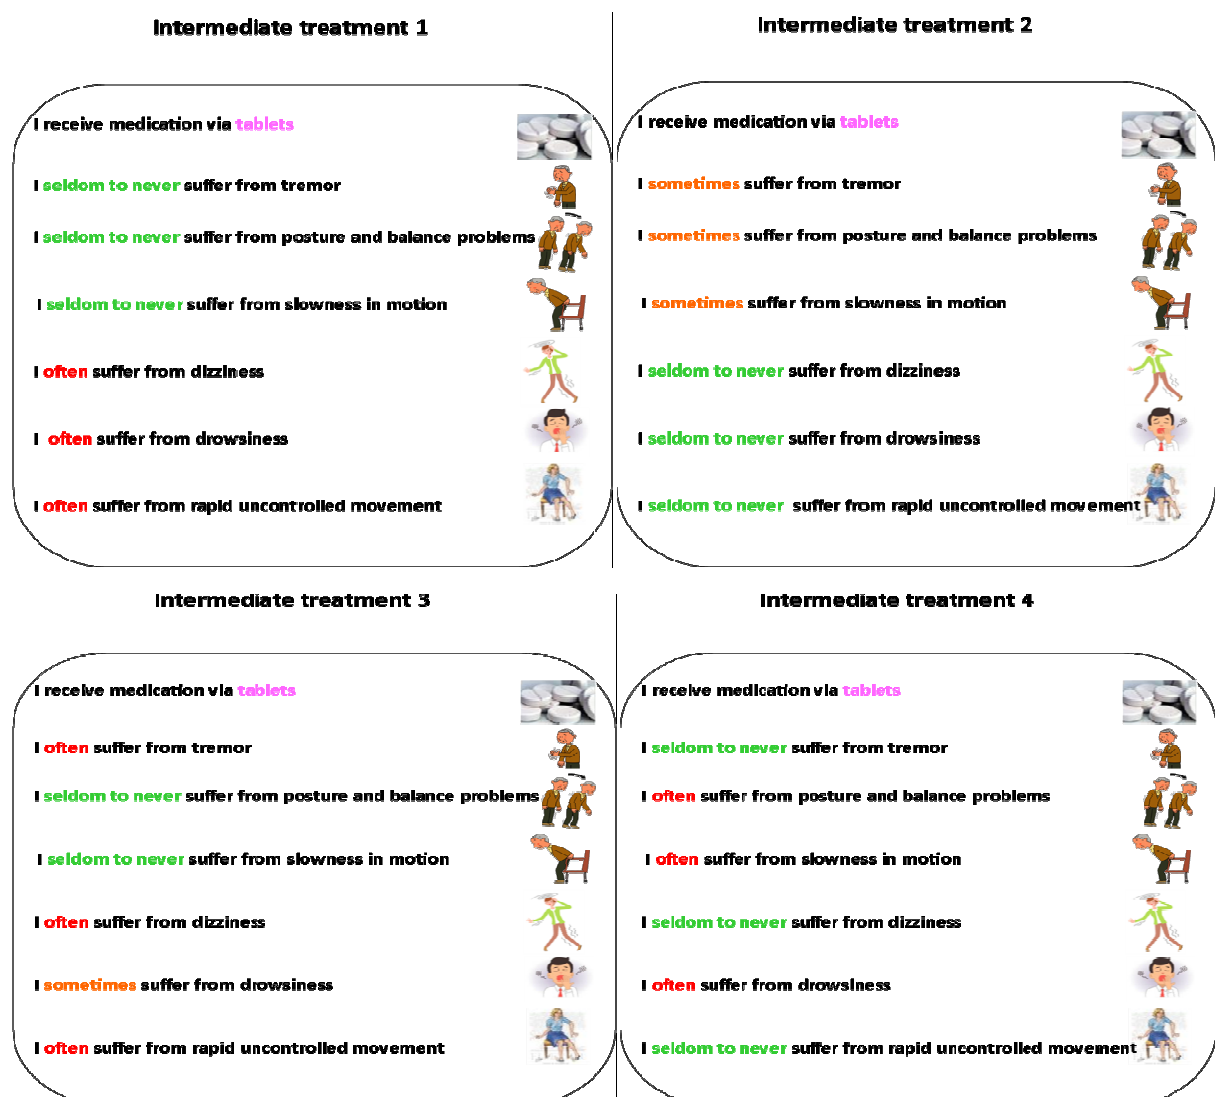 Intermediate treatment 1
I receive medication via tablets
I seldom to never suffer from tremor
I seldom to never suffer from posture and balance problems
I seldom to never suffer from slowness in motion
I often suffer from dizziness
I often suffer from drowsiness
I often suffer from rapid uncontrolled movement
Intermediate treatment 2
I receive medication via tablets
I sometimes suffer from tremor
I sometimes suffer from posture and balance problems
I sometimes suffer from slowness in motion
I seldom to never suffer from dizziness
I seldom to never suffer from drowsiness
I seldom to never suffer from rapid uncontrolled movement
Intermediate treatment 3
I receive medication via tablets
I often suffer from tremor
I seldom to never suffer from posture and balance problems
I seldom to never suffer from slowness in motion
I often suffer from dizziness
I sometimes suffer from drowsiness
I often suffer from rapid uncontrolled movement
Intermediate treatment 4
I receive medication via tablets
I seldom to never suffer from tremor
I often suffer from posture and balance problems
I often suffer from slowness in motion
I seldom to never suffer from dizziness
I often suffer from drowsiness
I seldom to never suffer from rapid uncontrolled movement